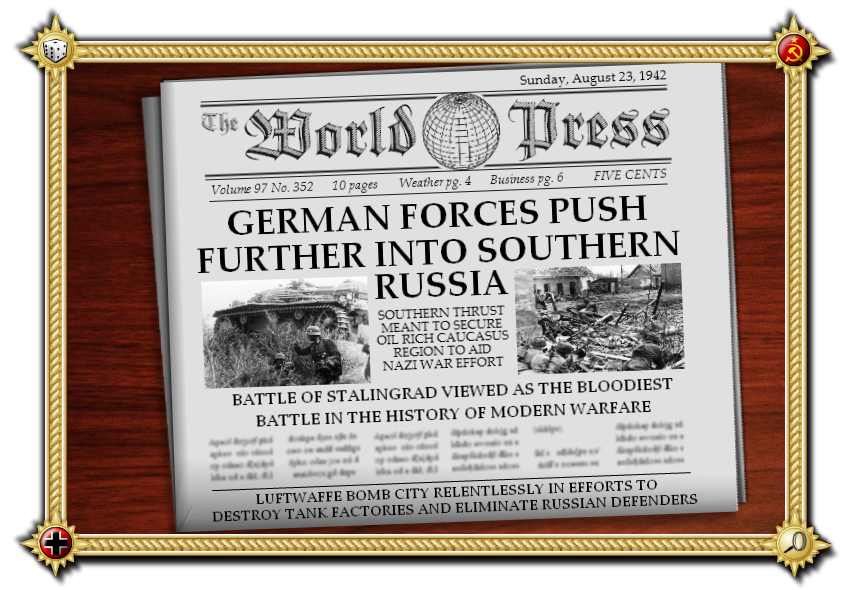 Sunday, August 23, 1942
The World Press
Volume 97 No. 352 10 pages Weather pg. 4 Business pg. 6 FIVE CENTS
GERMAN FORCES PUSH
FURTHER INTO SOUTHERN
RUSSIA
SOUTHERN THRUST
MEANT TO SECURE
OIL RICH CAUCASUS
REGION TO AID
NAZI WAR EFFORT
BATTLE OF STALINGRAD VIEWED AS THE BLOODIEST
BATTLE IN THE HISTORY OF MODERN WARFARE
LUFTWAFFE BOMB CITY RELENTLESSLY IN EFFORTS TO
DESTROY TANK FACTORIES AND ELIMINATE RUSSIAN DEFENDERS